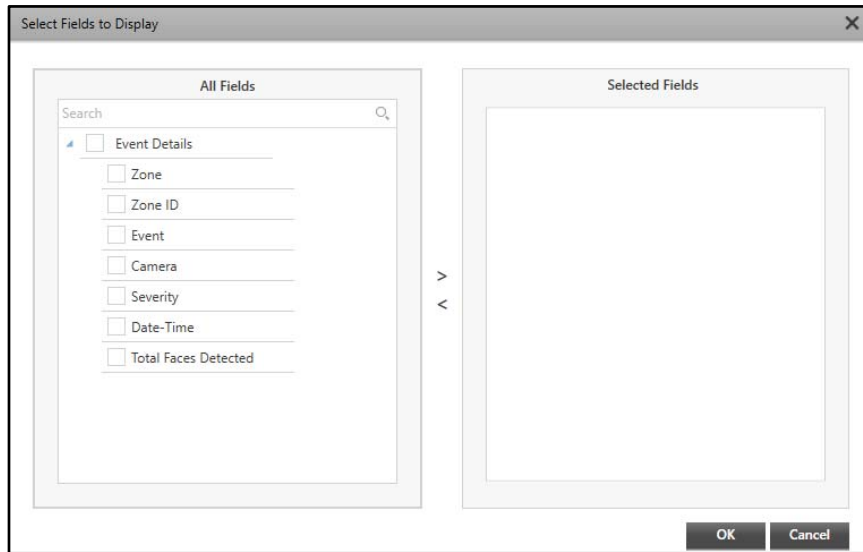 Select Fields to Display
All Fields
Search
Event Details
Zone
Zone ID
Event
Camera
Severity
Date-Time
Total Faces Detected
>
<
Selected Fields
OK
Cancel